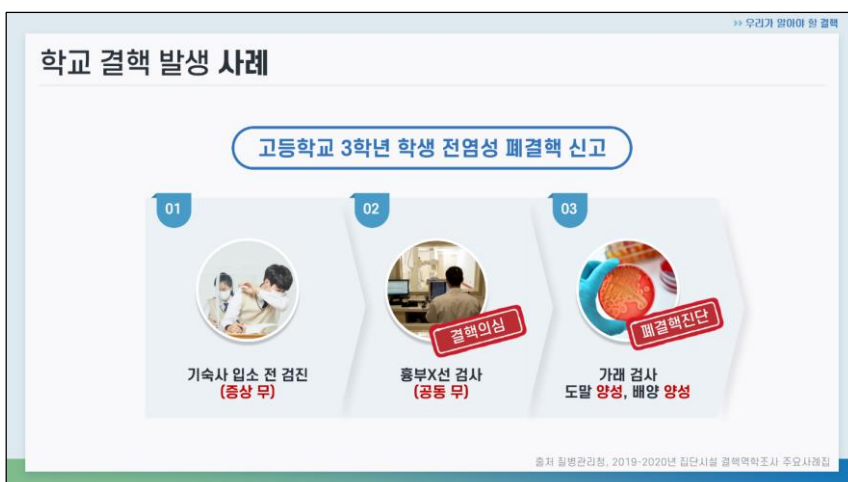 >> 우리가 알아야 할 결핵
학교 결핵 발생 사례
고등학교 3학년 학생 전염성 폐결핵 신고
01
02
03
결핵의심
폐결핵진단
기숙사 입소 전 검진
(증상 무)
흉부X선 검사
(공동 무)
가래 검사
도말 양성, 배양 양성
출처 질병관리청, 2019-2020년 집단시설 결핵역학조사 주요사례집